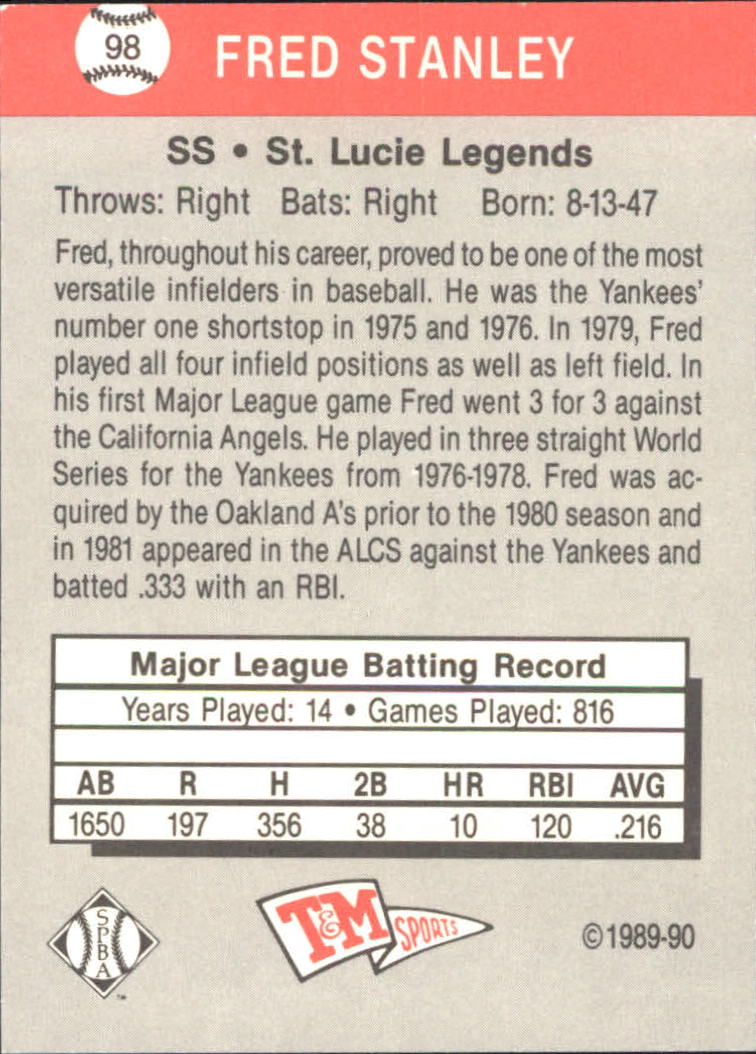 98
FRED STANLEY
SS • St. Lucie Legends
Throws: Right Bats: Right Born: 8-13-47
Fred, throughout his career, proved to be one of the most
versatile infielders in baseball. He was the Yankees'
number one shortstop in 1975 and 1976. In 1979, Fred
played all four infield positions as well as left field. In
his first Major League game Fred went 3 for 3 against
the California Angels. He played in three straight World
Series for the Yankees from 1976-1978. Fred was ac-
quired by the Oakland A's prior to the 1980 season and
in 1981 appeared in the ALCS against the Yankees and
batted .333 with an RBI.
Major League Batting Record
Years Played: 14 • Games Played: 816
AB R H 2B HR RBI AVG
1650 197 356 38 10 120 .216
SPBA
TM
T&M SPORTS
©1989-90